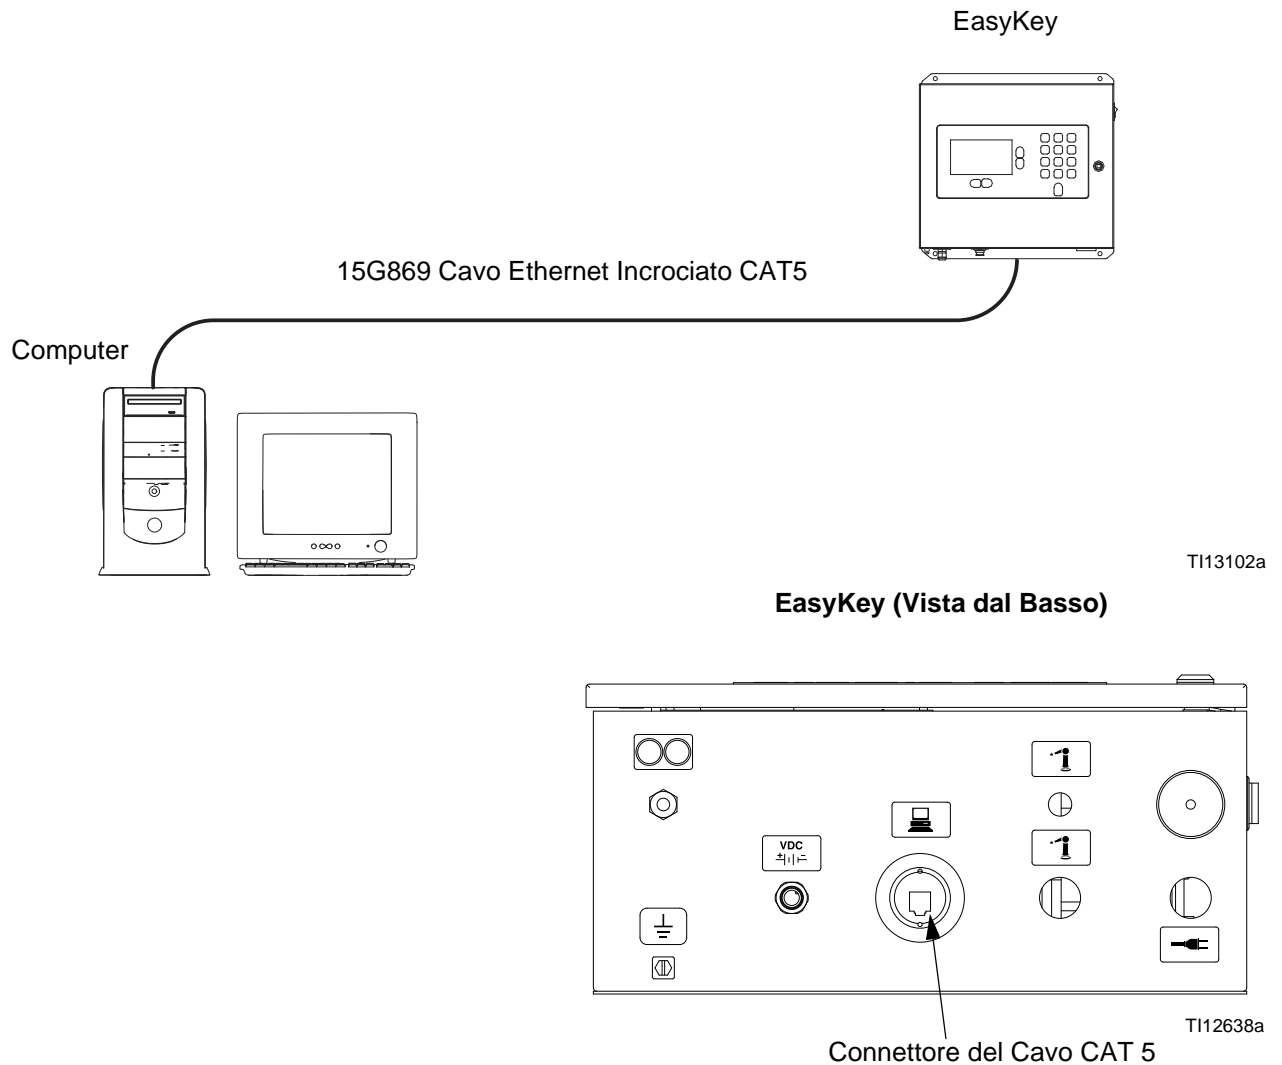 EasyKey
15G869 Cavo Ethernet Incrociato CAT5
Computer
TI13102a
EasyKey (Vista dal Basso)
VDC
TI12638a
Connettore del Cavo CAT 5